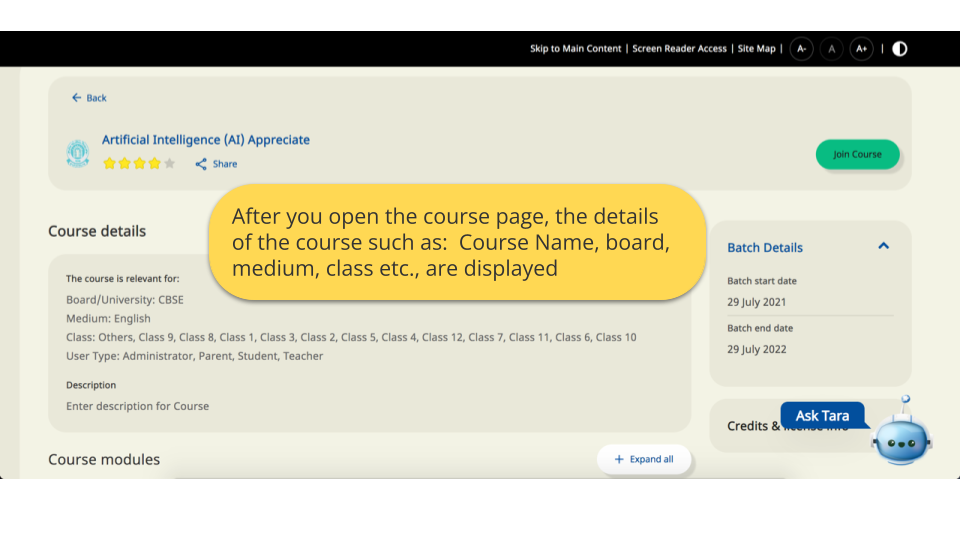 Skip to Main Content | Screen Reader Access | Site Map | A- A A+ |
← Back
Artificial Intelligence (AI) Appreciate
Share
Join Course
After you open the course page, the details
of the course such as: Course Name, board,
medium, class etc., are displayed
Course details
The course is relevant for:
Board/University: CBSE
Medium: English
Class: Others, Class 9, Class 8, Class 1, Class 3, Class 2, Class 5, Class 4, Class 12, Class 7, Class 11, Class 6, Class 10
User Type: Administrator, Parent, Student, Teacher
Description
Enter description for Course
Course modules
+ Expand all
Batch Details
Batch start date
29 July 2021
Batch end date
29 July 2022
Ask Tara
Credits &